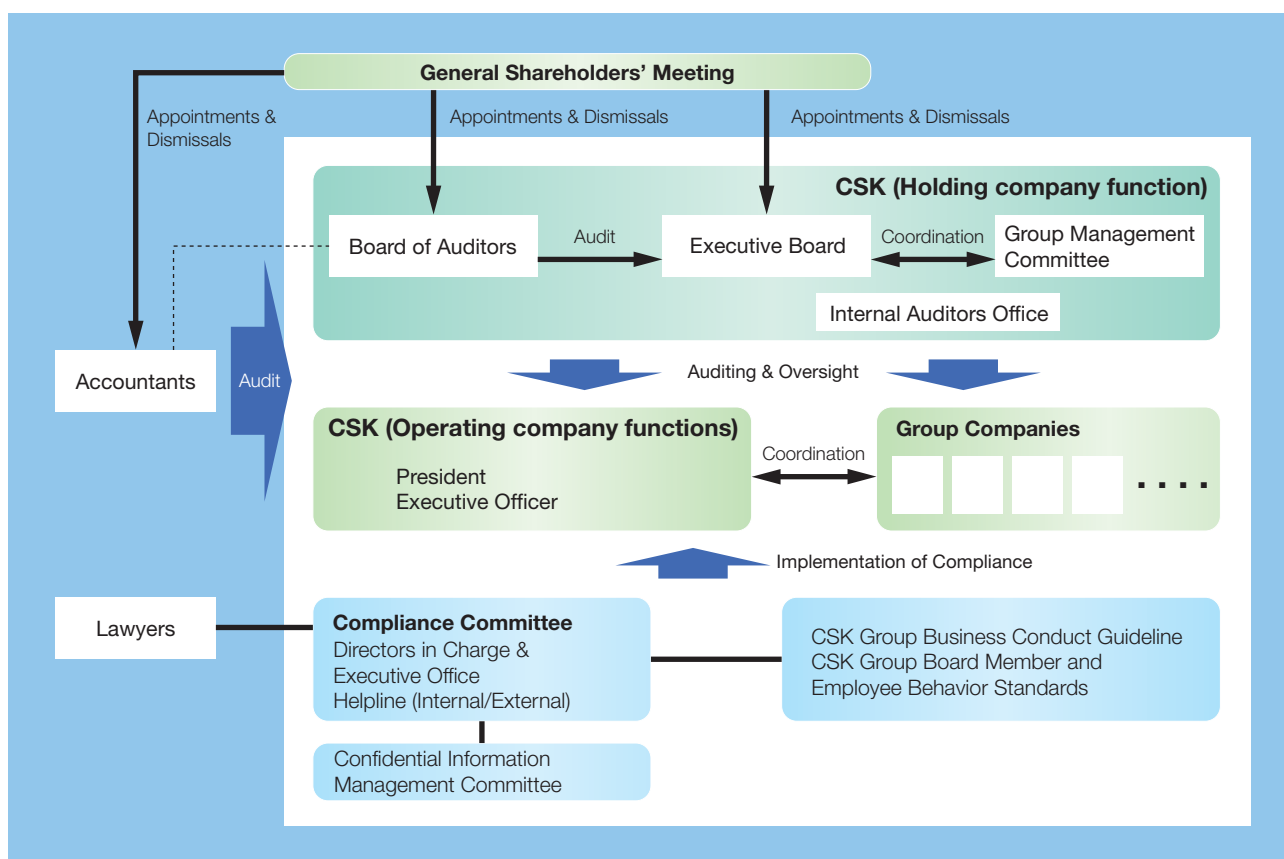 General Shareholders’ Meeting
Appointments &
Dismissals
Appointments & Dismissals
Appointments & Dismissals
CSK (Holding company function)
Board of Auditors
Audit
Executive Board
Coordination
Group Management
Committee
Internal Auditors Office
Accountants
Audit
Auditing & Oversight
CSK (Operating company functions)
President
Executive Officer
Coordination
Group Companies
. . . .
Implementation of Compliance
Lawyers
Compliance Committee
Directors in Charge &
Executive Office
Helpline (Internal/External)
CSK Group Business Conduct Guideline
CSK Group Board Member and
Employee Behavior Standards
Confidential Information
Management Committee